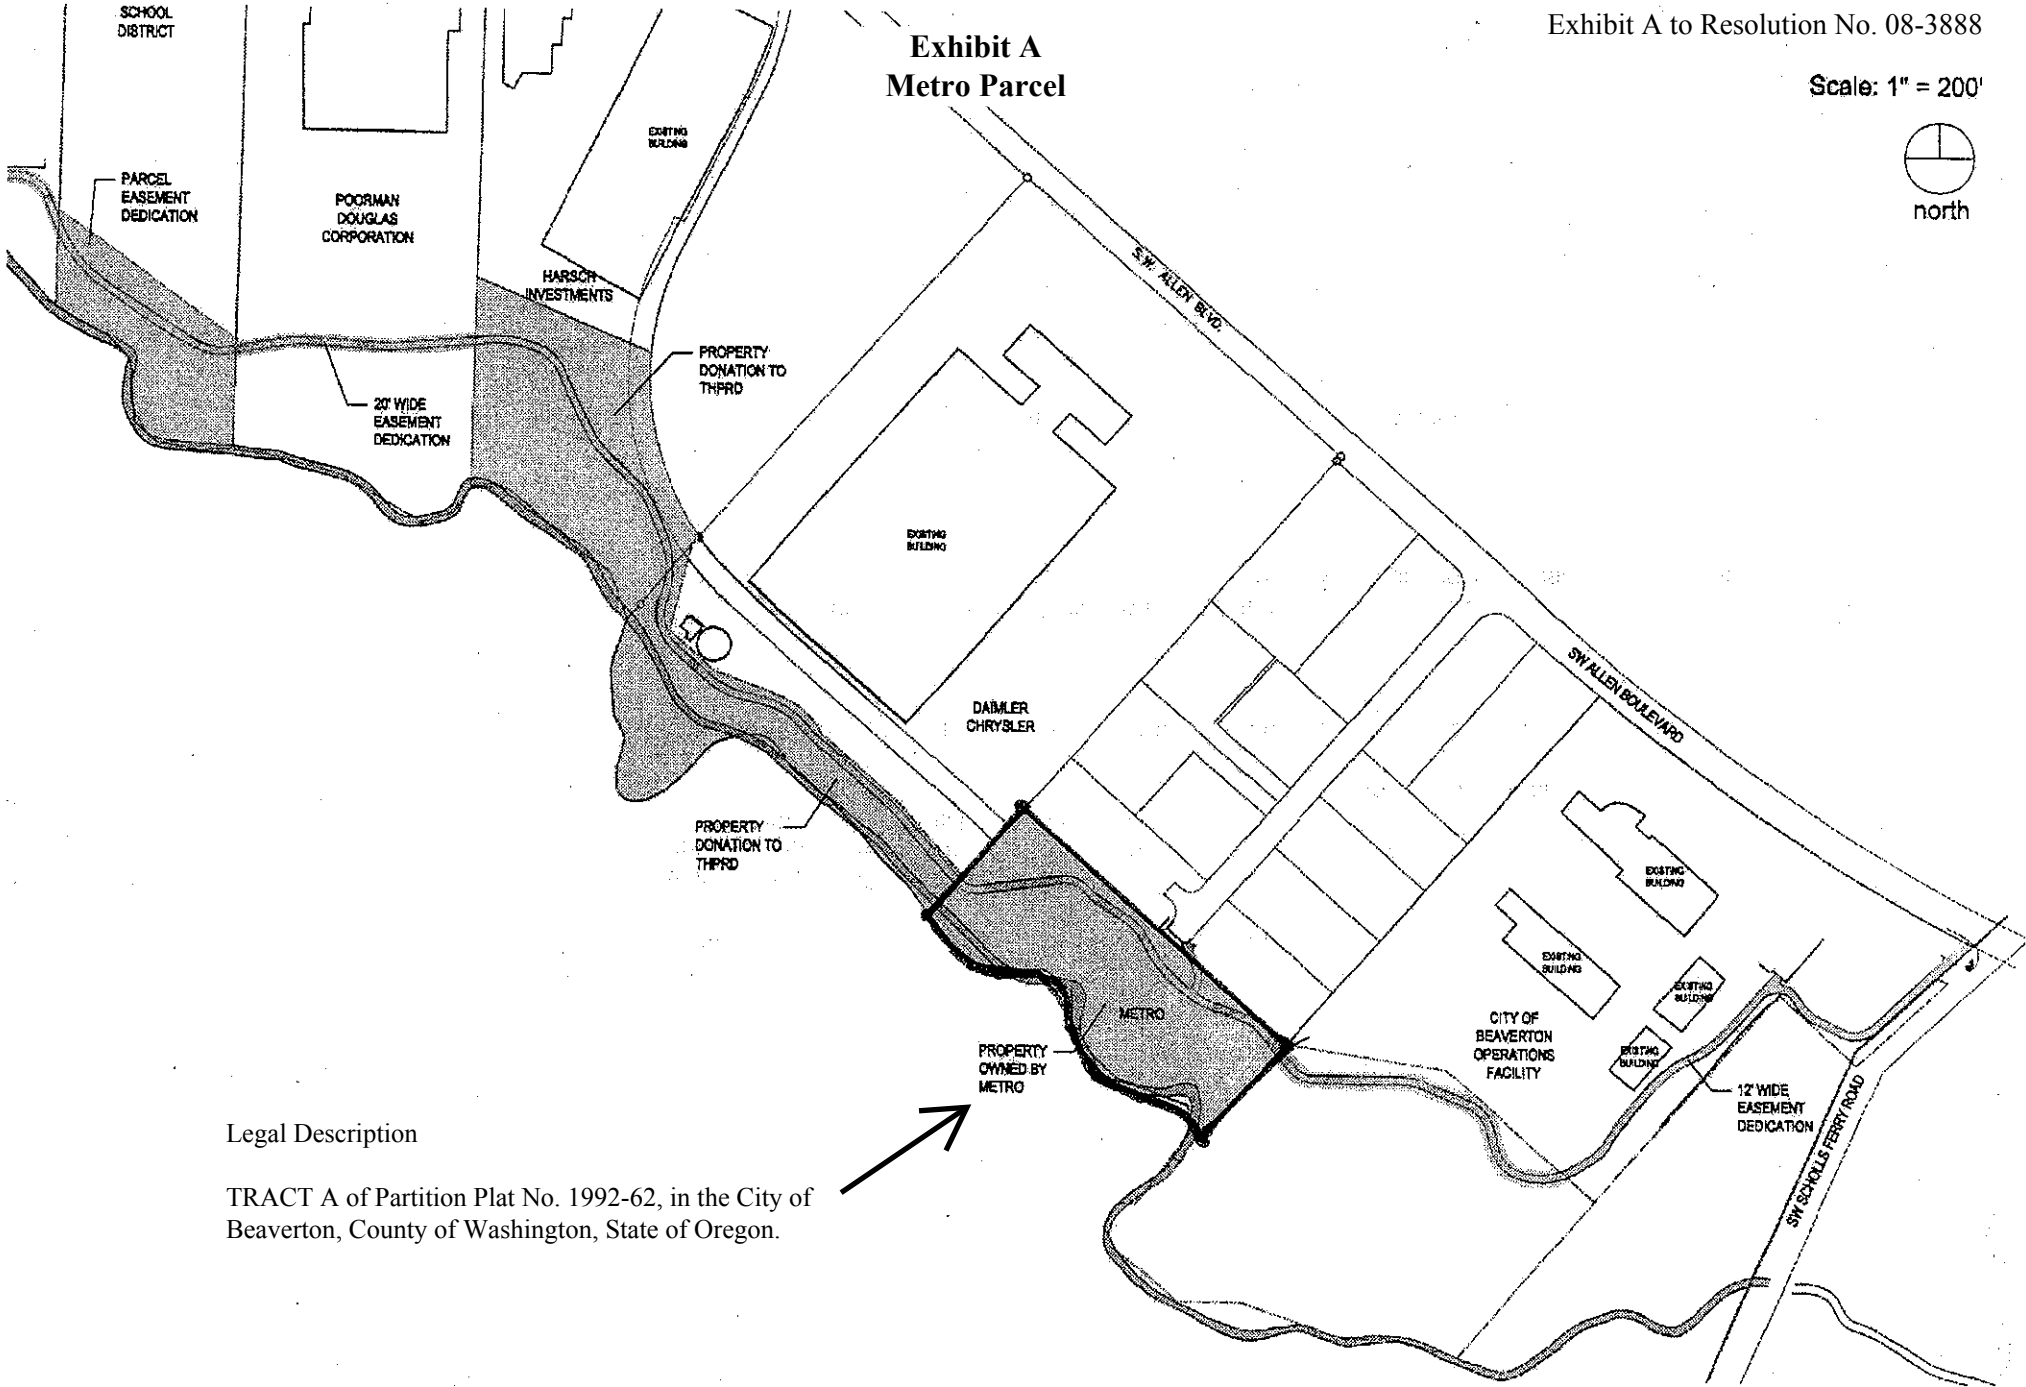 Exhibit A to Resolution No. 08-3888
Exhibit A
Metro Parcel
Scale: 1" = 200'
north
SCHOOL
DISTRICT
PARCEL
EASEMENT
DEDICATION
POORMAN
DOUGLAS
CORPORATION
EXISTING
BUILDING
HARSCH
INVESTMENTS
S.W. ALLEN BLVD.
PROPERTY
DONATION TO
THPRD
20' WIDE
EASEMENT
DEDICATION
EXISTING
BUILDING
DAIMLER
CHRYSLER
SW ALLEN BOULEVARD
PROPERTY
DONATION TO
THPRD
EXISTING
BUILDING
EXISTING
BUILDING
EXISTING
BUILDING
EXISTING
BUILDING
METRO
CITY OF
BEAVERTON
OPERATIONS
FACILITY
PROPERTY
OWNED BY
METRO
12' WIDE
EASEMENT
DEDICATION
SW SCHOLLS FERRY ROAD
Legal Description
TRACT A of Partition Plat No. 1992-62, in the City of
Beaverton, County of Washington, State of Oregon.